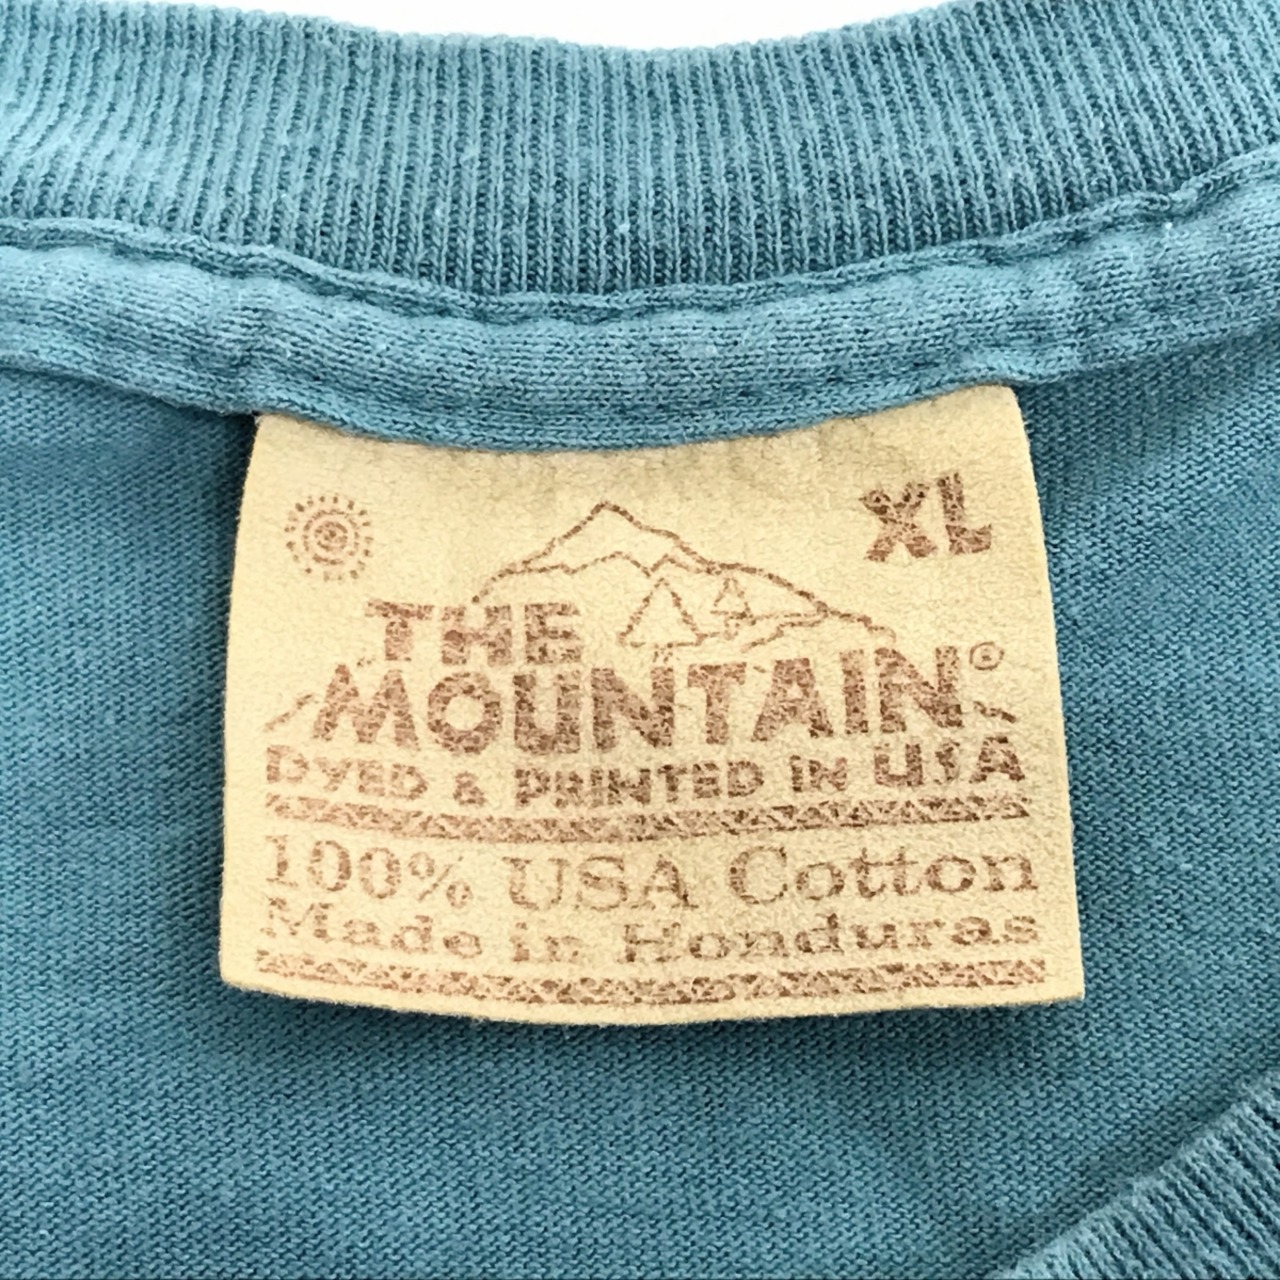 XL
THE
MOUNTAIN®
DYED & PRINTED IN USA
100% USA Cotton
Made in Honduras